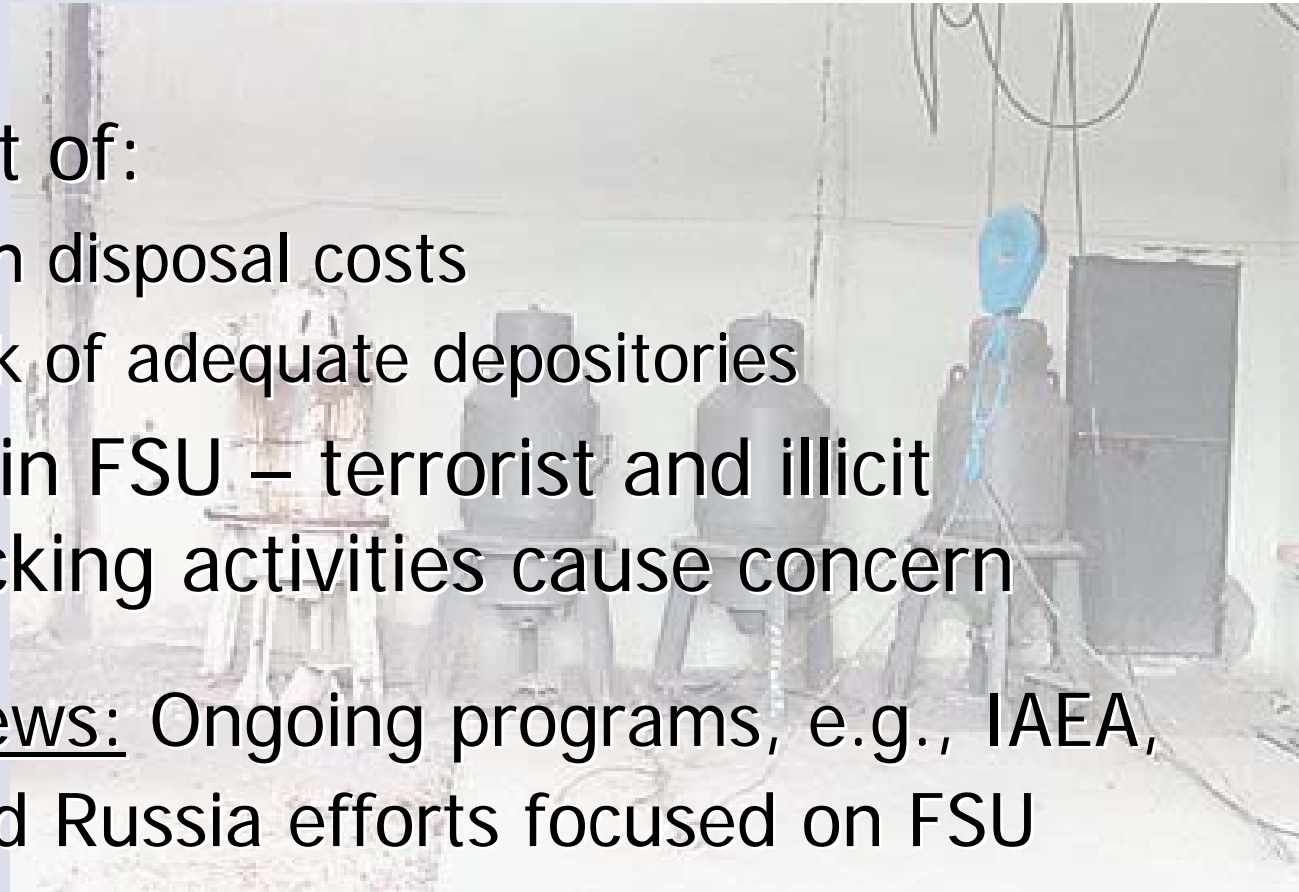 t of:
n disposal costs
k of adequate depositories
in FSU – terrorist and illicit
cking activities cause concern
ews: Ongoing programs, e.g., IAEA,
d Russia efforts focused on FSU